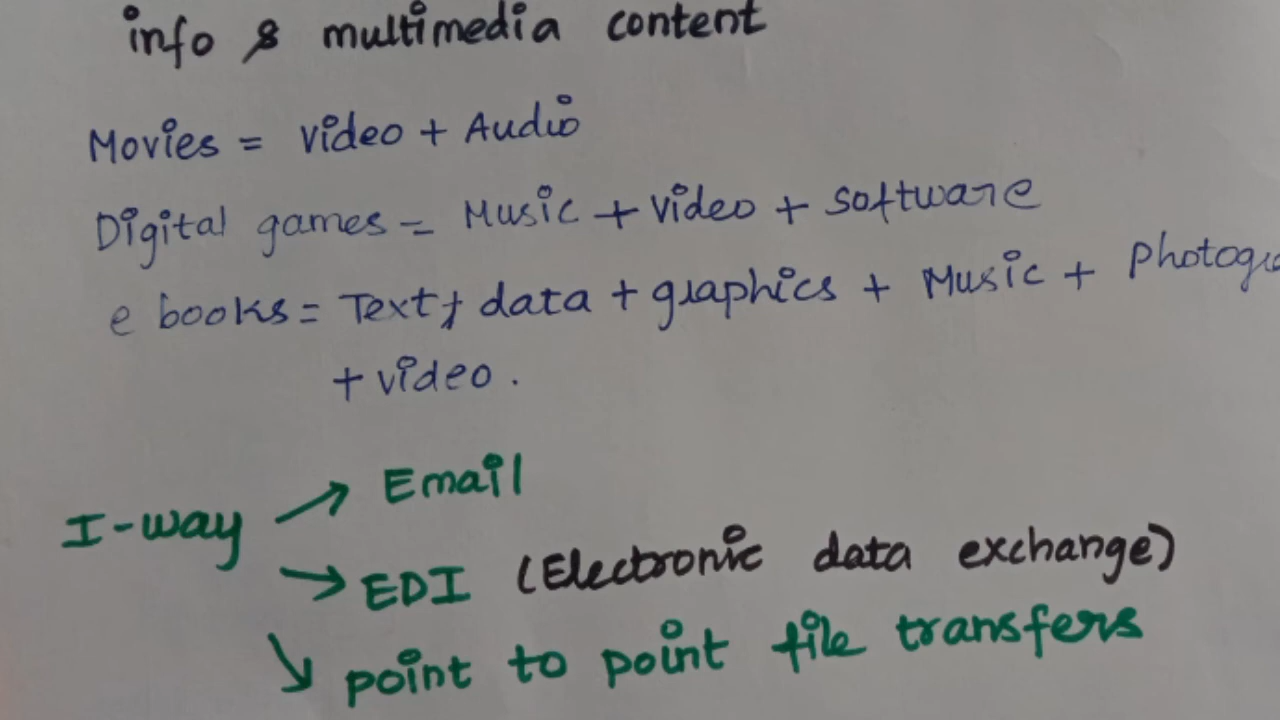 info & multimedia content
Movies = video + Audio
Digital games = Music + video + software
e books = Text + data + graphics + Music +
+ video.
I-way → Email
→ EDI (Electronic data exchange)
↘ point to point file transfers